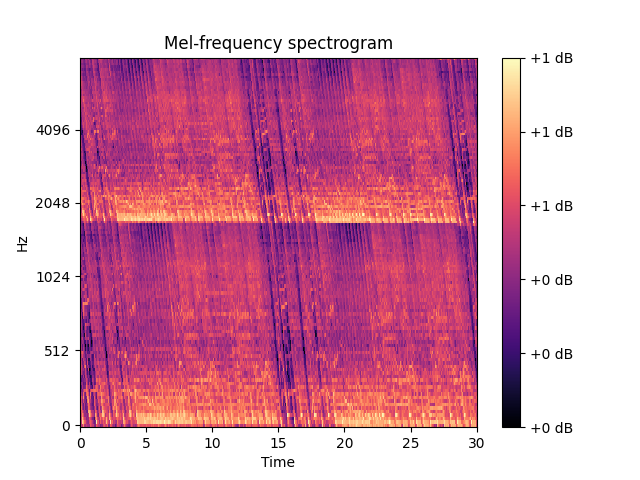 Mel-frequency spectrogram
Hz
4096
2048
1024
512
0
0 5 10 15 20 25 30
Time
+1 dB
+1 dB
+1 dB
+0 dB
+0 dB
+0 dB